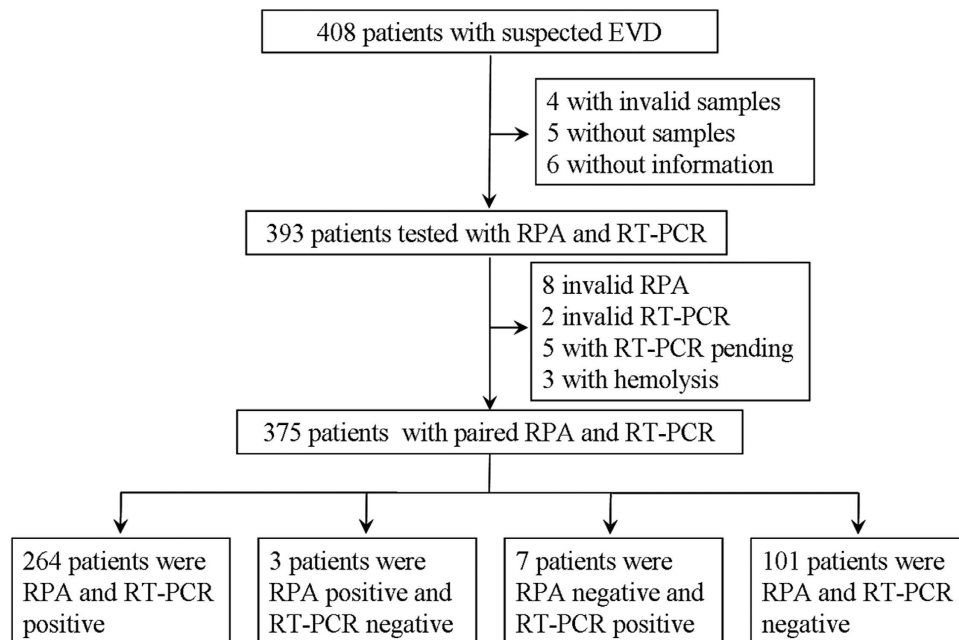 408 patients with suspected EVD
4 with invalid samples
5 without samples
6 without information
393 patients tested with RPA and RT-PCR
8 invalid RPA
2 invalid RT-PCR
5 with RT-PCR pending
3 with hemolysis
375 patients with paired RPA and RT-PCR
264 patients were
RPA and RT-PCR
positive
3 patients were
RPA positive and
RT-PCR negative
7 patients were
RPA negative and
RT-PCR positive
101 patients were
RPA and RT-PCR
negative